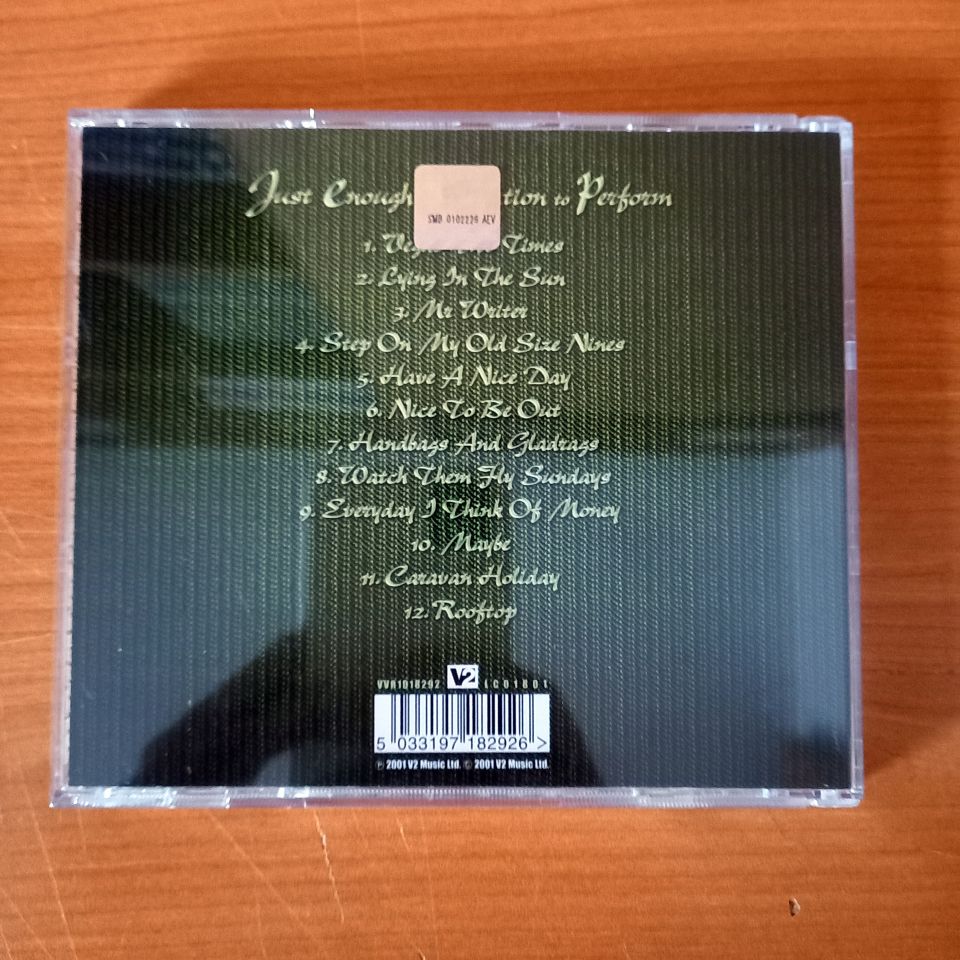 Just Enough tion to Perform
SMB 0102226 AEV
1. Times
2. Lying In The Sun
3. Mr Writer
4. Step On My Old Size Nines
5. Have A Nice Day
6. Nice To Be Out
7. Handbags And Gladrags
8. Watch Them Fly Sundays
9. Everyday I Think Of Money
10. Maybe
11. Caravan Holiday
12. Rooftop
VVR1018292 V2 LC01801
5 033197 182926 >
℗ 2001 V2 Music Ltd. © 2001 V2 Music Ltd.